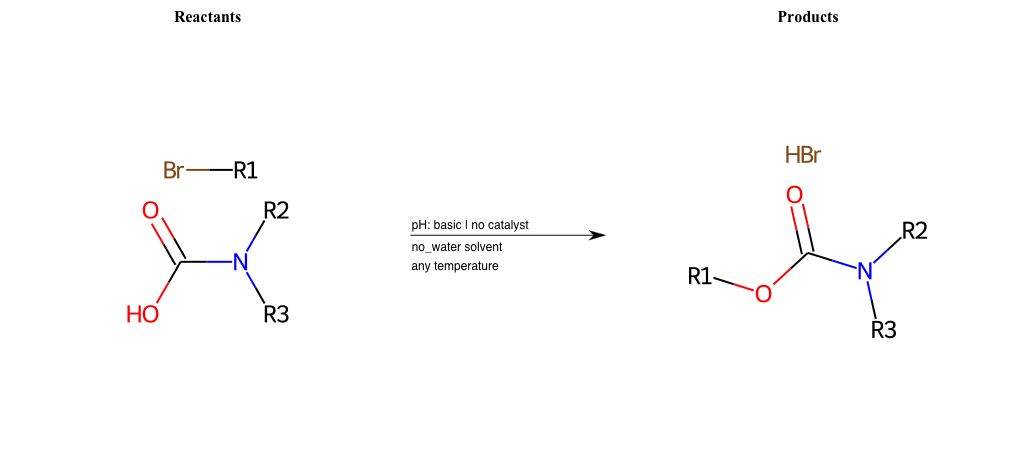 Reactants
Products
Br R1
O R2
N
HO R3
pH: basic | no catalyst
no_water solvent
any temperature
HBr
O
R2
N
R1 O
R3